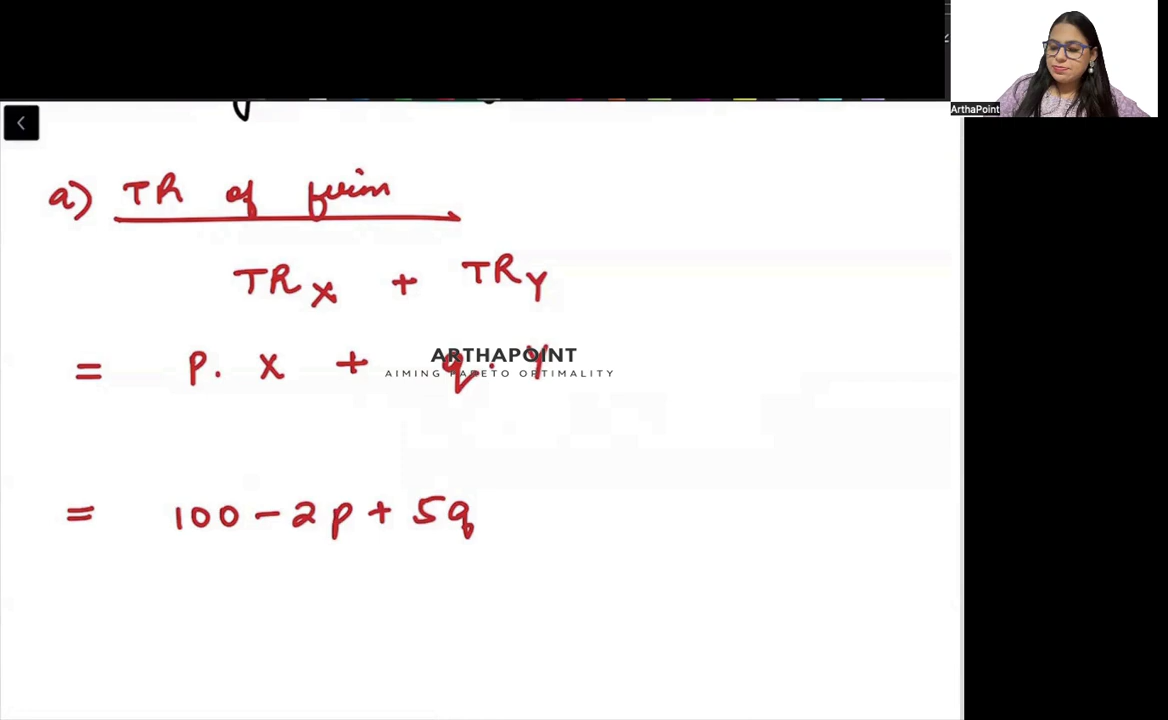 ArthaPoint
a) TR of firm
TRX + TRY
= p. X + q. Y
ARTHAPOINT
AIMING PARETO OPTIMALITY
= 100 - 2p + 5q